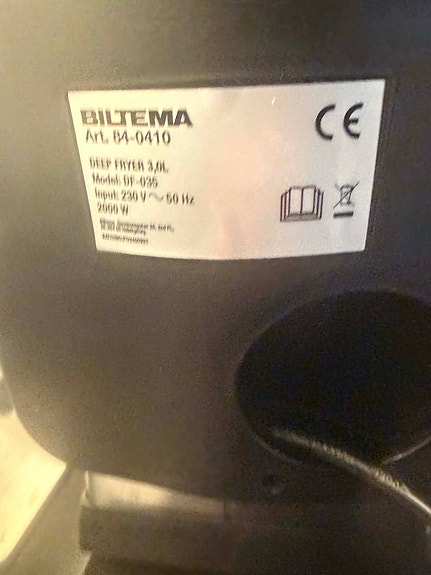 BILTEMA
CE
Art. 84-0410
DEEP FRYER 3,0L
Model: DF-035
Input: 230 V ~ 50 Hz
2000 W